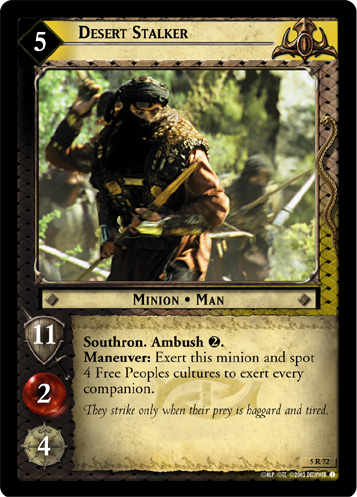 5
Desert Stalker
Minion • Man
11
Southron. Ambush ❷.
Maneuver: Exert this minion and spot
4 Free Peoples cultures to exert every
companion.
2
They strike only when their prey is haggard and tired.
4
5 R 72